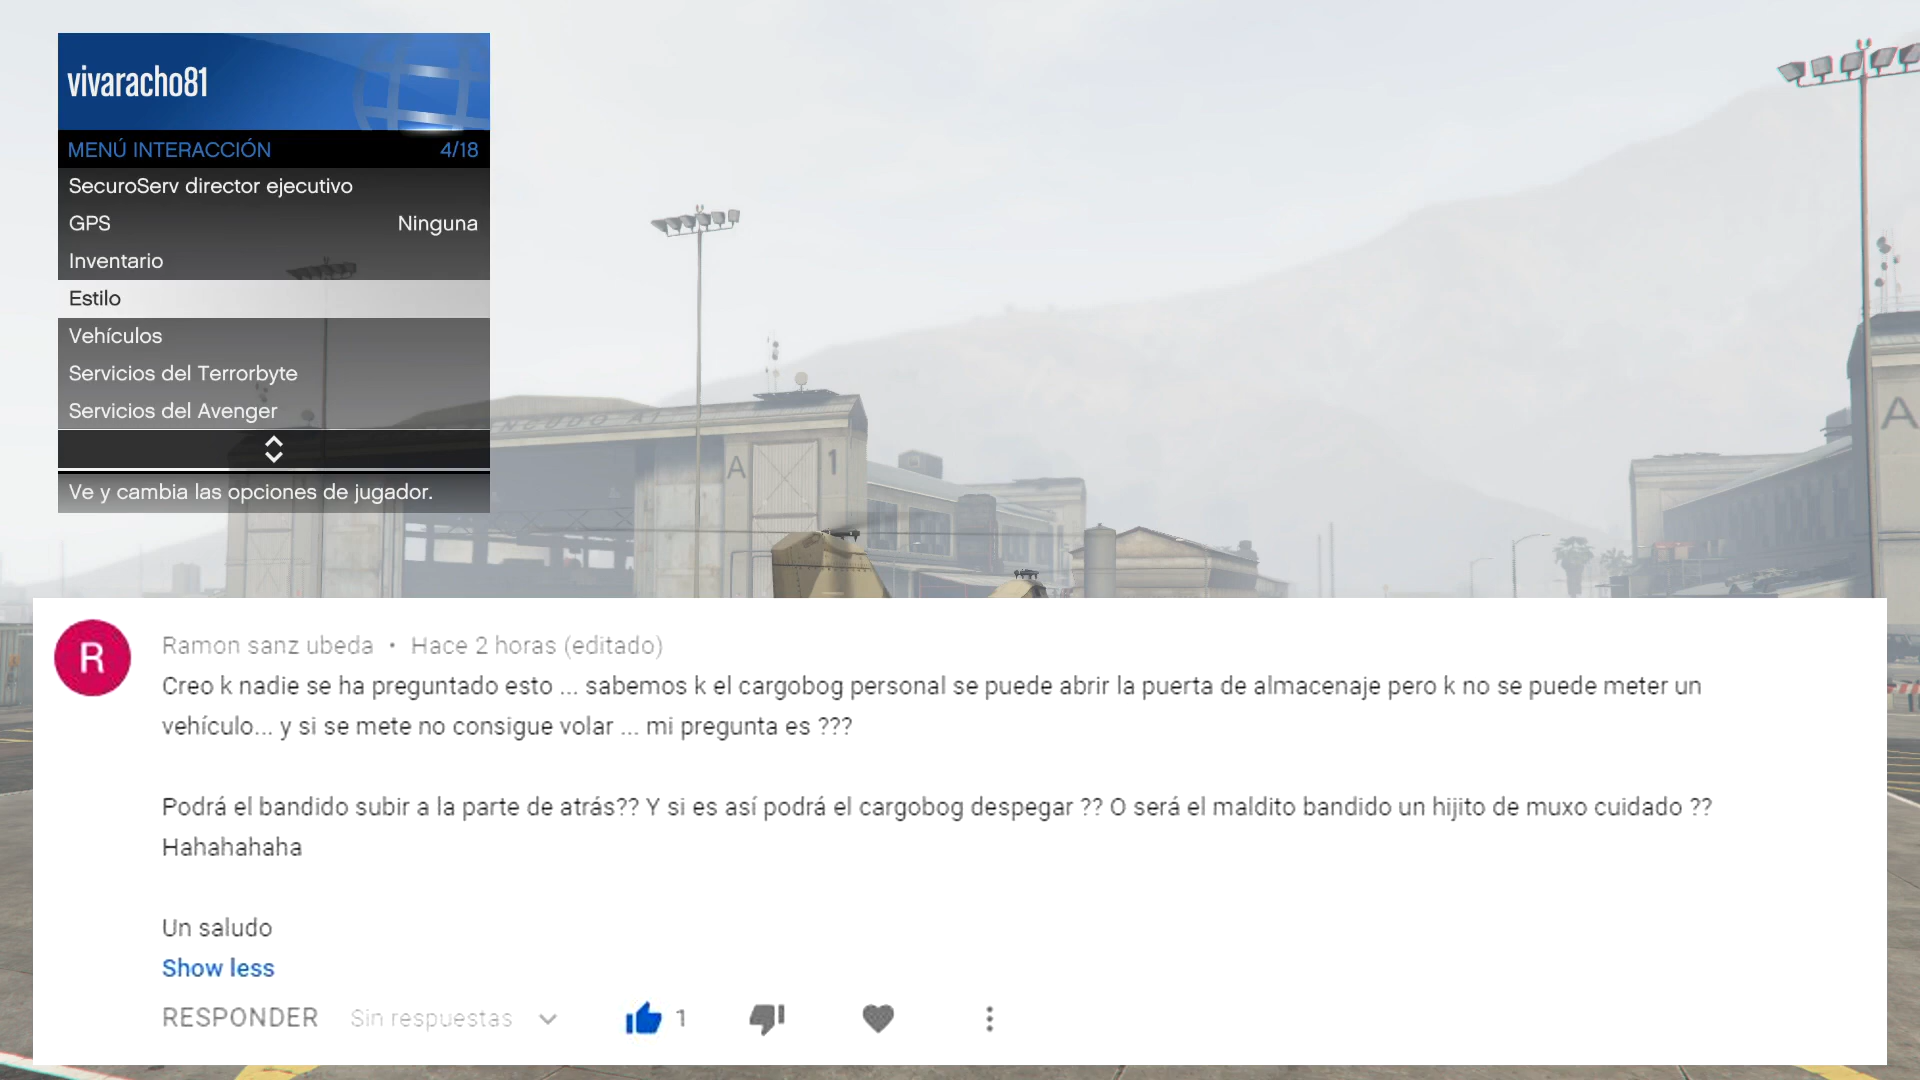 vivaracho81
MENÚ INTERACCIÓN 4/18
SecuroServ director ejecutivo
GPS Ninguna
Inventario
Estilo
Vehículos
Servicios del Terrorbyte
Servicios del Avenger
Ve y cambia las opciones de jugador.
A 1
A
R
Ramon sanz ubeda • Hace 2 horas (editado)
Creo k nadie se ha preguntado esto ... sabemos k el cargobog personal se puede abrir la puerta de almacenaje pero k no se puede meter un
vehículo... y si se mete no consigue volar ... mi pregunta es ???
Podrá el bandido subir a la parte de atrás?? Y si es así podrá el cargobog despegar ?? O será el maldito bandido un hijito de muxo cuidado ??
Hahahahaha
Un saludo
Show less
RESPONDER Sin respuestas 1